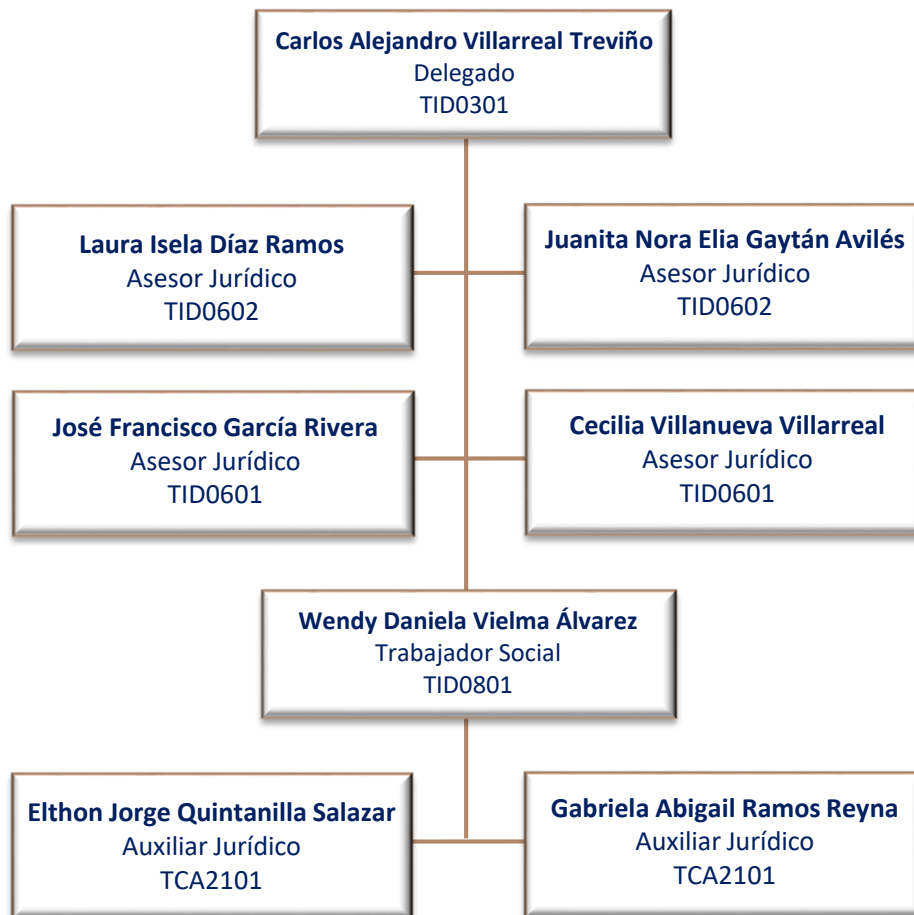 Carlos Alejandro Villarreal Treviño
Delegado
TID0301
Laura Isela Díaz Ramos
Asesor Jurídico
TID0602
Juanita Nora Elia Gaytán Avilés
Asesor Jurídico
TID0602
José Francisco García Rivera
Asesor Jurídico
TID0601
Cecilia Villanueva Villarreal
Asesor Jurídico
TID0601
Wendy Daniela Vielma Álvarez
Trabajador Social
TID0801
Elthon Jorge Quintanilla Salazar
Auxiliar Jurídico
TCA2101
Gabriela Abigail Ramos Reyna
Auxiliar Jurídico
TCA2101